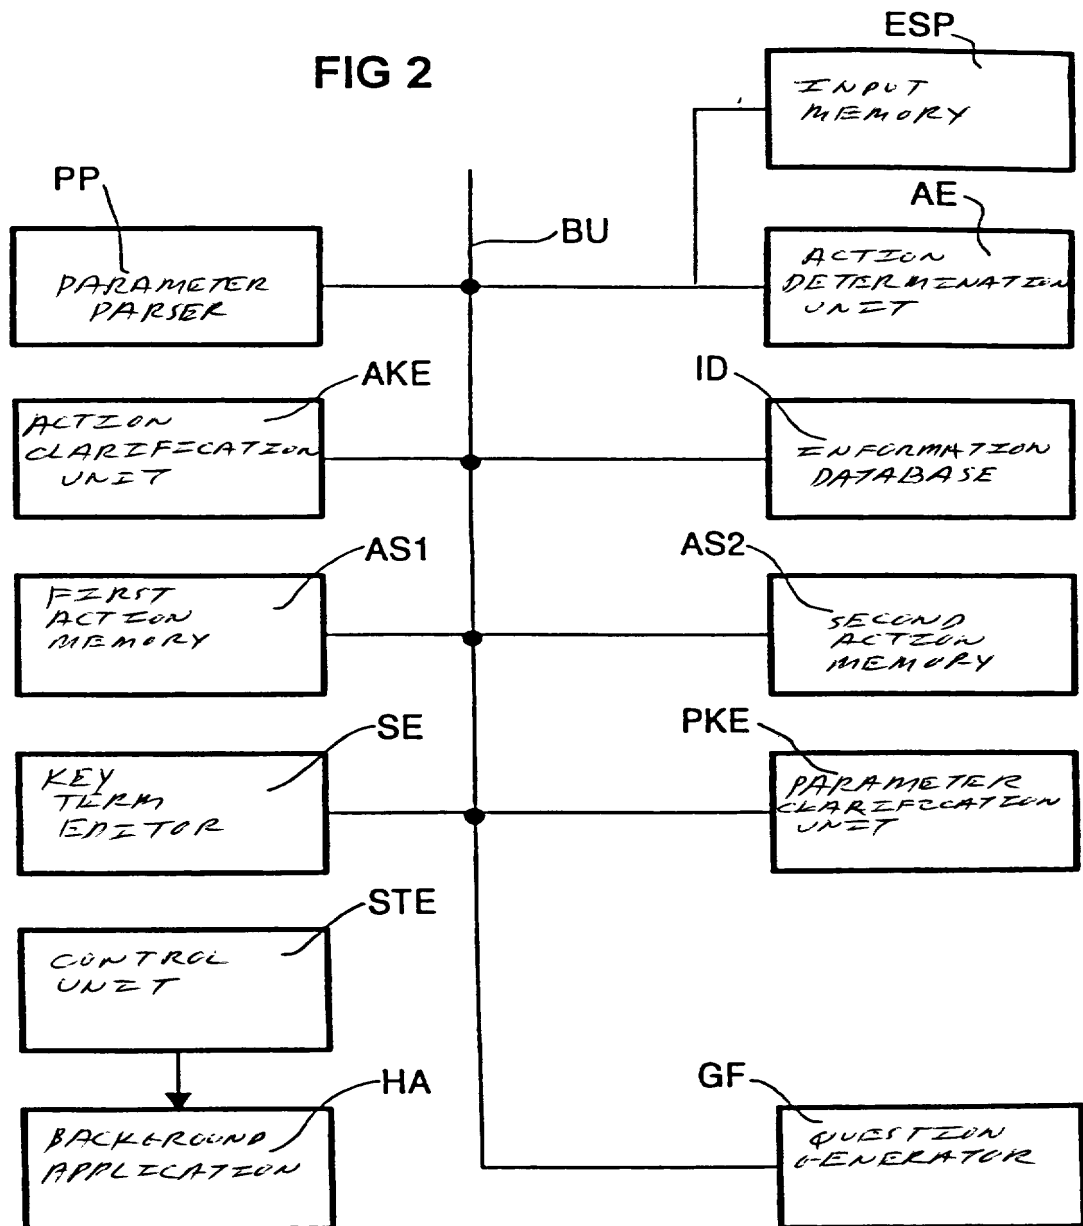 FIG 2
ESP
INPUT
MEMORY
PP
PARAMETER
PARSER
BU
AE
ACTION
DETERMINATION
UNIT
AKE
ACTION
CLARIFICATION
UNIT
ID
INFORMATION
DATABASE
AS1
FIRST
ACTION
MEMORY
AS2
SECOND
ACTION
MEMORY
SE
KEY
TERM
EDITOR
PKE
PARAMETER
CLARIFICATION
UNIT
STE
CONTROL
UNIT
HA
BACKGROUND
APPLICATION
GF
QUESTION
GENERATOR